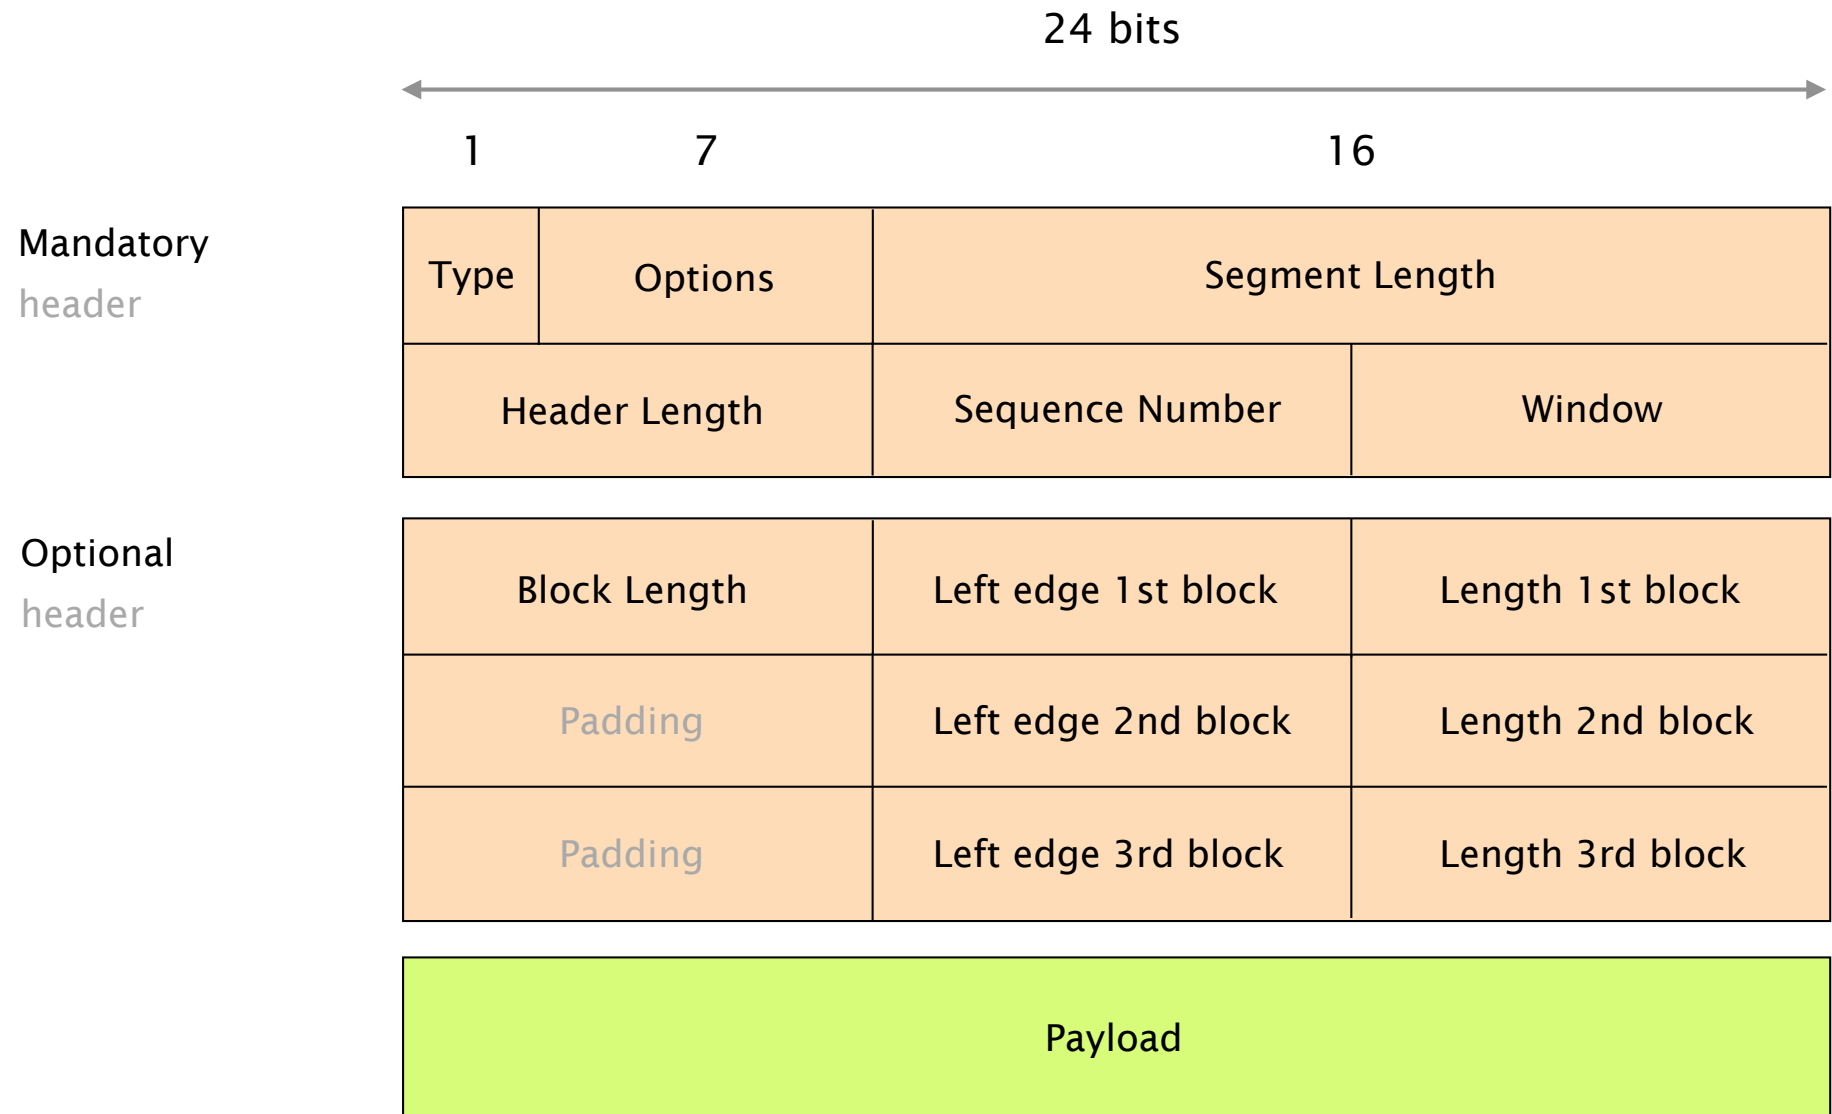 24 bits
1 7 16
Mandatory
header
Type Options Segment Length
Header Length Sequence Number Window
Optional
header
Block Length Left edge 1st block Length 1st block
Padding Left edge 2nd block Length 2nd block
Padding Left edge 3rd block Length 3rd block
Payload